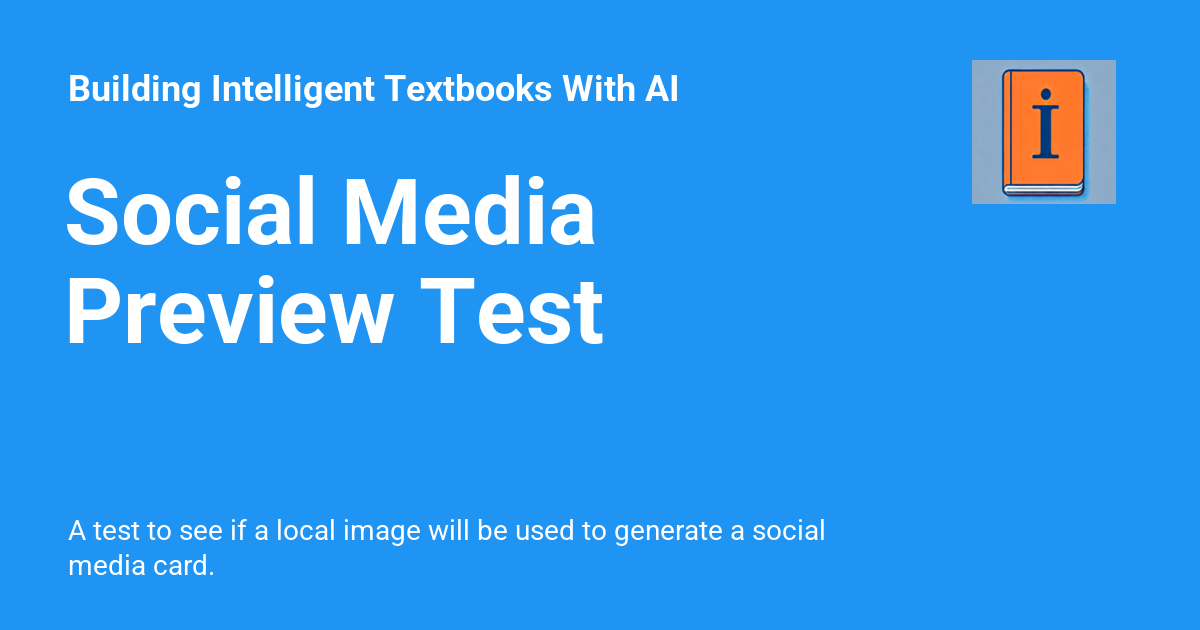 Building Intelligent Textbooks With AI
i
Social Media
Preview Test
A test to see if a local image will be used to generate a social
media card.